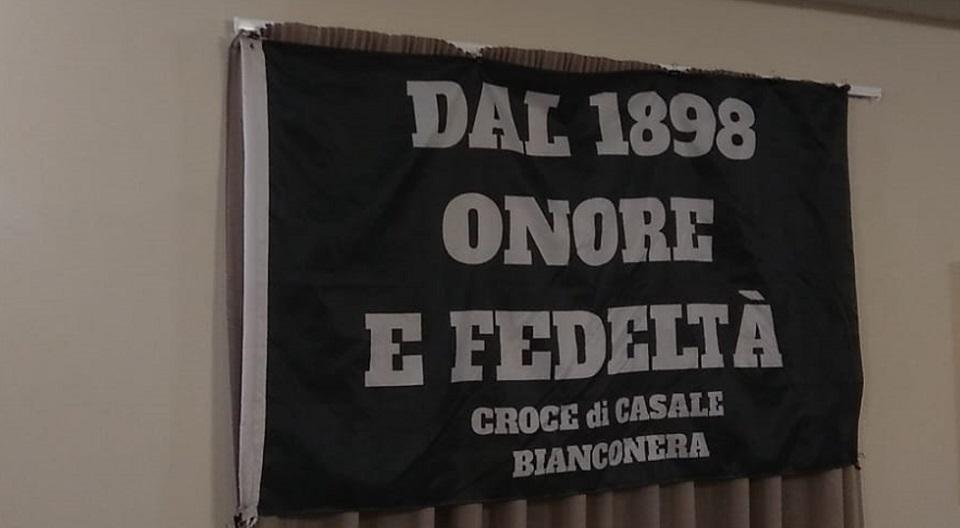 DAL 1898
ONORE
E FEDELTÀ
CROCE di CASALE
BIANCONERA